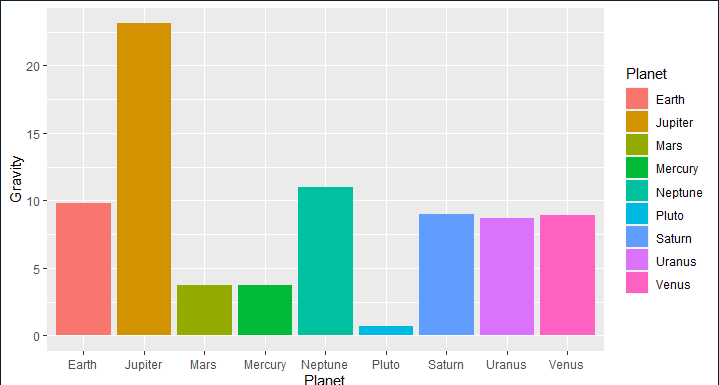 Gravity
20
15
10
5
0
Earth Jupiter Mars Mercury Neptune Pluto Saturn Uranus Venus
Planet
Planet
Earth
Jupiter
Mars
Mercury
Neptune
Pluto
Saturn
Uranus
Venus